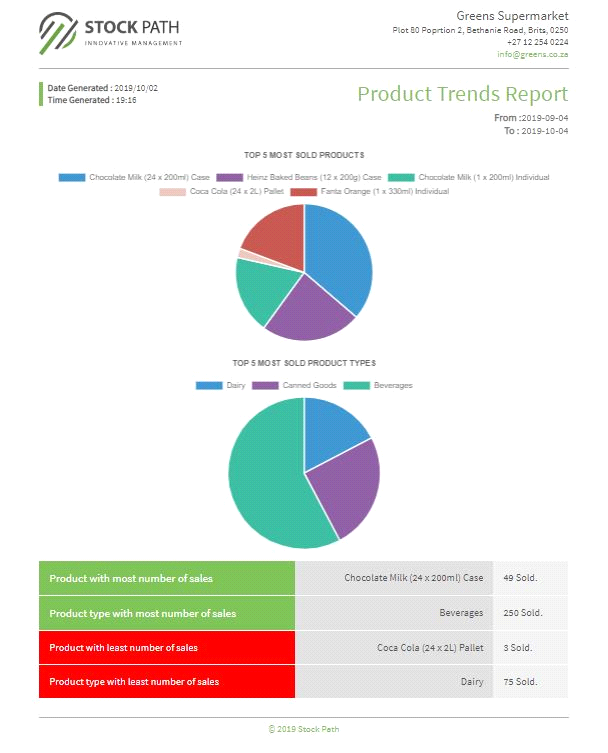 STOCK PATH
INNOVATIVE MANAGEMENT
Greens Supermarket
Plot 80 Poprtion 2, Bethanie Road, Brits, 0250
+27 12 254 0224
info@greens.co.za
Date Generated : 2019/10/02
Time Generated : 19:16
Product Trends Report
From :2019-09-04
To : 2019-10-04
TOP 5 MOST SOLD PRODUCTS
Chocolate Milk (24 x 200ml) Case Heinz Baked Beans (12 x 200g) Case Chocolate Milk (1 x 200ml) Individual
Coca Cola (24 x 2L) Pallet Fanta Orange (1 x 330ml) Individual
TOP 5 MOST SOLD PRODUCT TYPES
Dairy Canned Goods Beverages
Product with most number of sales Chocolate Milk (24 x 200ml) Case 49 Sold.
Product type with most number of sales Beverages 250 Sold.
Product with least number of sales Coca Cola (24 x 2L) Pallet 3 Sold.
Product type with least number of sales Dairy 75 Sold.
© 2019 Stock Path